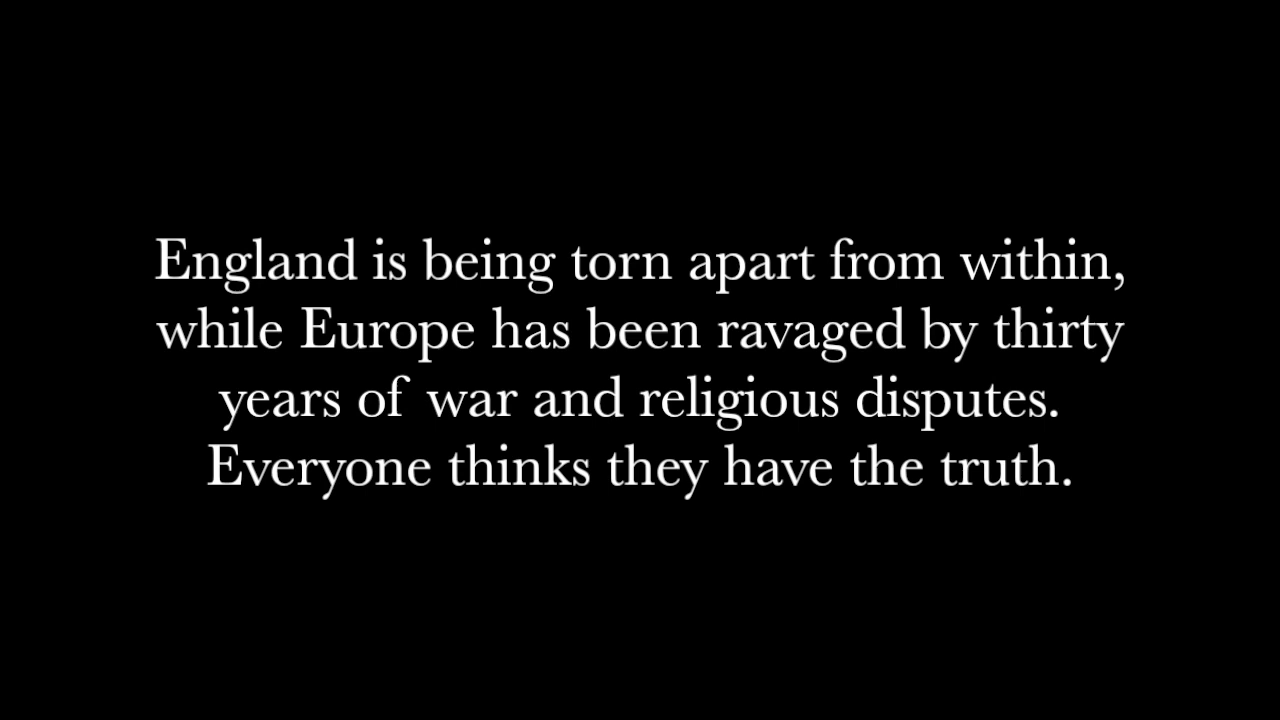 England is being torn apart from within,
while Europe has been ravaged by thirty
years of war and religious disputes.
Everyone thinks they have the truth.